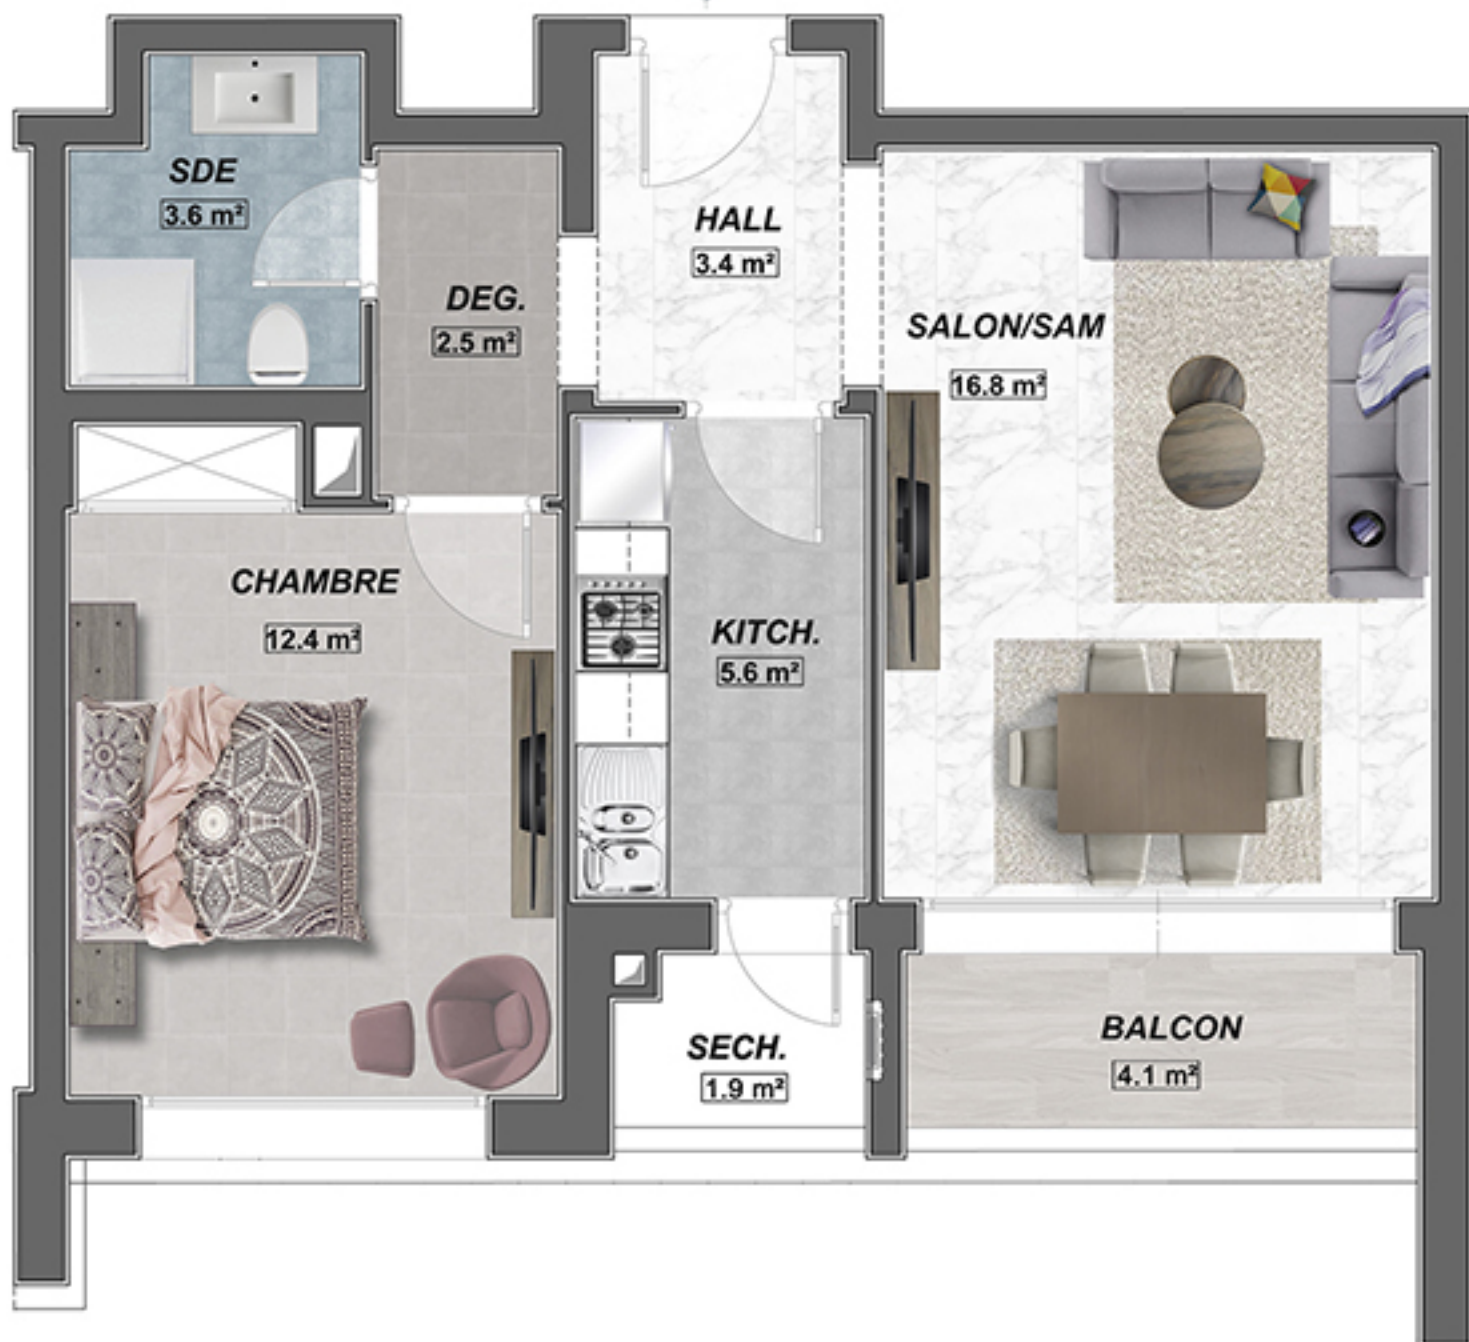 SDE
3.6 m²
HALL
3.4 m²
DEG.
2.5 m²
SALON/SAM
16.8 m²
CHAMBRE
12.4 m²
KITCH.
5.6 m²
SECH.
1.9 m²
BALCON
4.1 m²